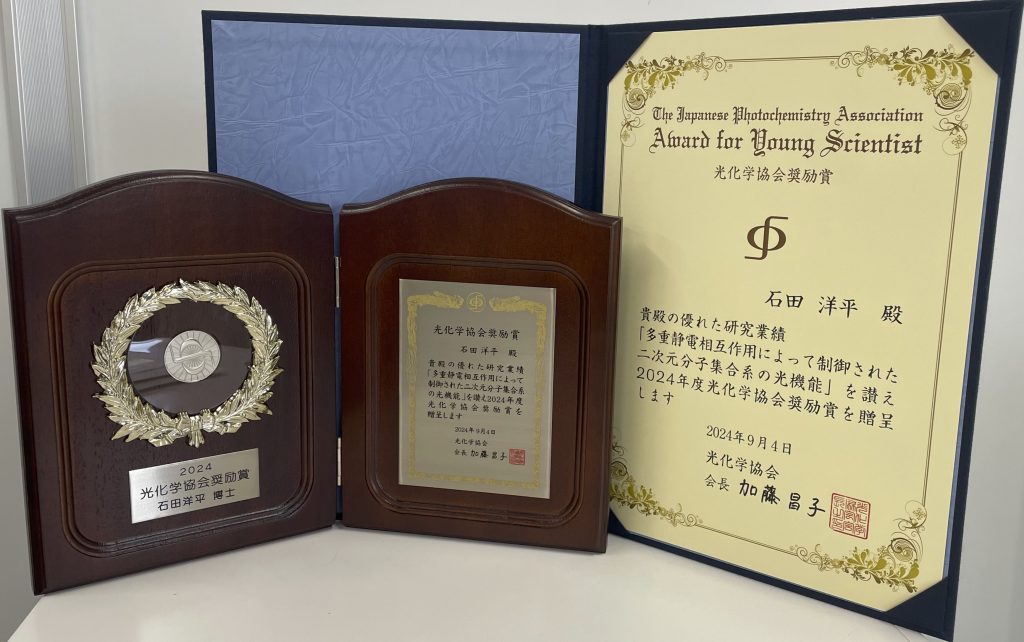 2024
光化学協会奨励賞
石田洋平 博士
光化学協会奨励賞
石田 洋平 殿
貴殿の優れた研究業績
「多重静電相互作用によって
制御された二次元分子集合系
の光機能」を讃え2024年度
光化学協会奨励賞を
贈呈します
2024年9月4日
光化学協会
会長 加藤昌子
The Japanese Photochemistry Association
Award for Young Scientist
光化学協会奨励賞
石田 洋平 殿
貴殿の優れた研究業績
「多重静電相互作用によって制御された
二次元分子集合系の光機能」を讃え
2024年度光化学協会奨励賞を贈呈
します
2024年9月4日
光化学協会
会長 加藤昌子